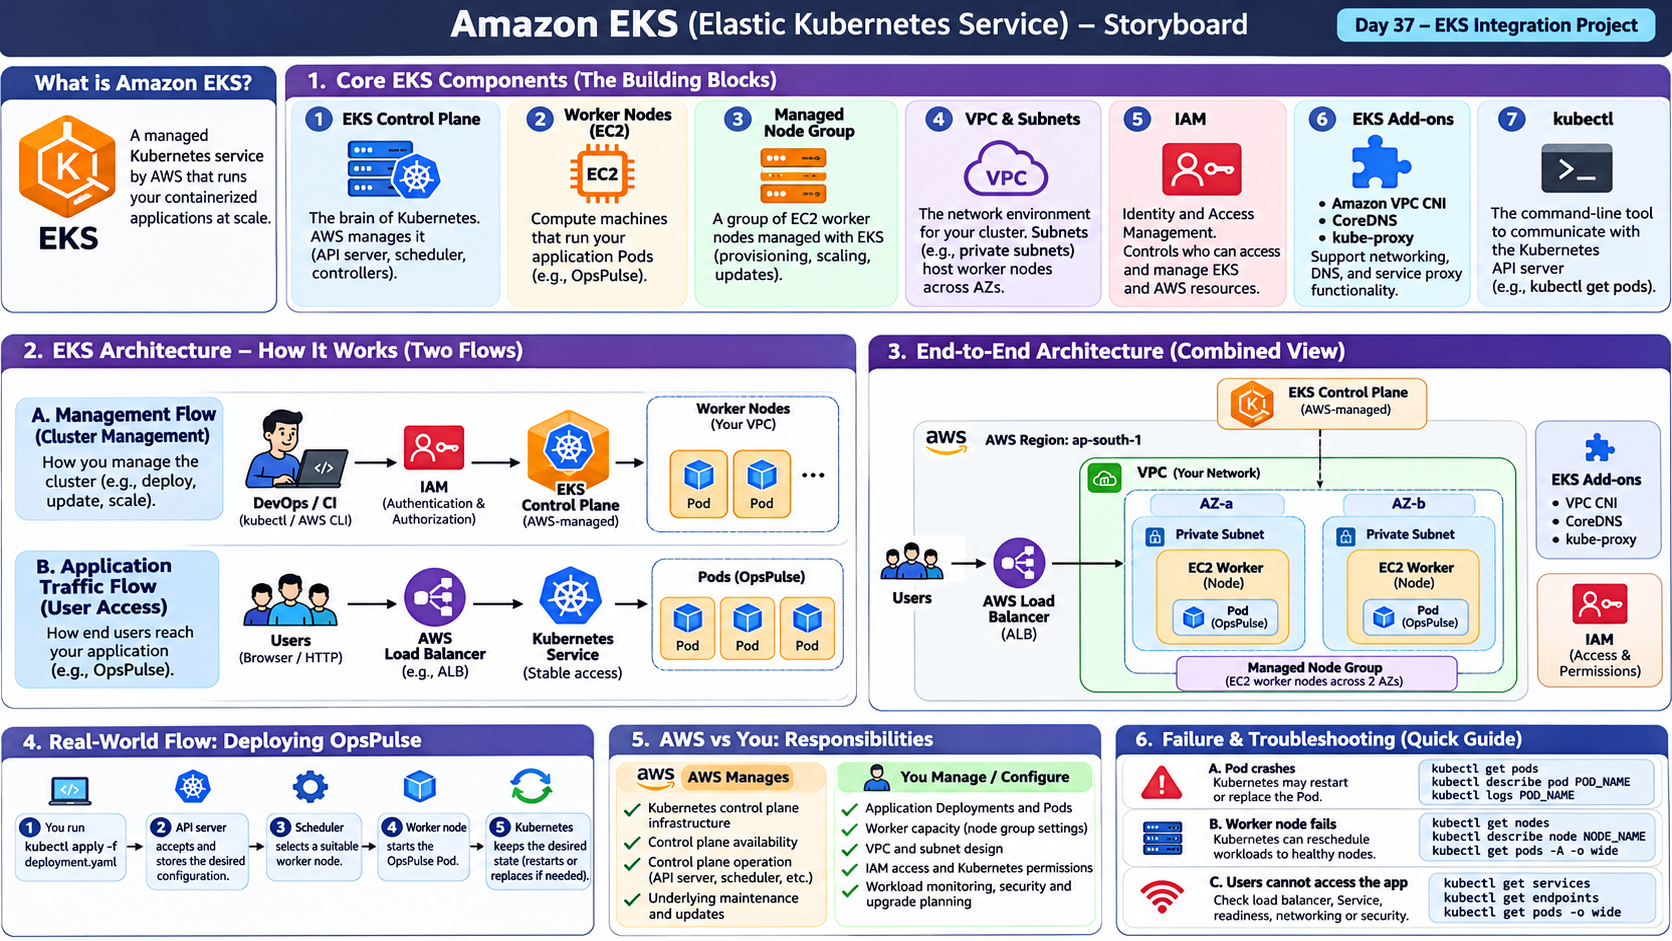 Amazon EKS (Elastic Kubernetes Service) – Storyboard
Day 37 – EKS Integration Project
What is Amazon EKS?
K
EKS
A managed
Kubernetes service
by AWS that runs
your containerized
applications at scale.
1. Core EKS Components (The Building Blocks)
1 EKS Control Plane
The brain of Kubernetes.
AWS manages it
(API server, scheduler,
controllers).
2 Worker Nodes
(EC2)
EC2
Compute machines
that run your
application Pods
(e.g., OpsPulse).
3 Managed
Node Group
A group of EC2 worker
nodes managed with EKS
(provisioning, scaling,
updates).
4 VPC & Subnets
VPC
The network environment
for your cluster. Subnets
(e.g., private subnets)
host worker nodes
across AZs.
5 IAM
Identity and Access
Management.
Controls who can access
and manage EKS
and AWS resources.
6 EKS Add-ons
• Amazon VPC CNI
• CoreDNS
• kube-proxy
Support networking,
DNS, and service proxy
functionality.
7 kubectl
>_
The command-line tool
to communicate with
the Kubernetes
API server
(e.g., kubectl get pods).
2. EKS Architecture – How It Works (Two Flows)
A. Management Flow
(Cluster Management)
How you manage the
cluster (e.g., deploy,
update, scale).
</>
DevOps / CI
(kubectl / AWS CLI)
IAM
(Authentication &
Authorization)
EKS
Control Plane
(AWS-managed)
Worker Nodes
(Your VPC)
Pod
Pod
...
B. Application
Traffic Flow
(User Access)
How end users reach
your application
(e.g., OpsPulse).
Users
(Browser / HTTP)
AWS
Load Balancer
(e.g., ALB)
Kubernetes
Service
(Stable access)
Pods (OpsPulse)
Pod
Pod
Pod
3. End-to-End Architecture (Combined View)
K
EKS Control Plane
(AWS-managed)
aws
AWS Region: ap-south-1
VPC (Your Network)
AZ-a
Private Subnet
EC2 Worker
(Node)
Pod
(OpsPulse)
AZ-b
Private Subnet
EC2 Worker
(Node)
Pod
(OpsPulse)
Users
AWS Load
Balancer
(ALB)
Managed Node Group
(EC2 worker nodes across 2 AZs)
EKS Add-ons
• VPC CNI
• CoreDNS
• kube-proxy
IAM
(Access &
Permissions)
4. Real-World Flow: Deploying OpsPulse
</>
1 You run
kubectl apply -f
deployment.yaml
2 API server
accepts and
stores the desired
configuration.
3 Scheduler
selects a suitable
worker node.
4 Worker node
starts the
OpsPulse Pod.
5 Kubernetes
keeps the desired
state (restarts or
replaces if needed).
5. AWS vs You: Responsibilities
aws AWS Manages
✓ Kubernetes control plane
infrastructure
✓ Control plane availability
✓ Control plane operation
(API server, scheduler, etc.)
✓ Underlying maintenance
and updates
You Manage / Configure
✓ Application Deployments and Pods
✓ Worker capacity (node group settings)
✓ VPC and subnet design
✓ IAM access and Kubernetes permissions
✓ Workload monitoring, security and
upgrade planning
6. Failure & Troubleshooting (Quick Guide)
A. Pod crashes
Kubernetes may restart
or replace the Pod.
kubectl get pods
kubectl describe pod POD_NAME
kubectl logs POD_NAME
B. Worker node fails
Kubernetes can reschedule
workloads to healthy nodes.
kubectl get nodes
kubectl describe node NODE_NAME
kubectl get pods -A -o wide
C. Users cannot access the app
Check load balancer, Service,
readiness, networking or security.
kubectl get services
kubectl get endpoints
kubectl get pods -o wide